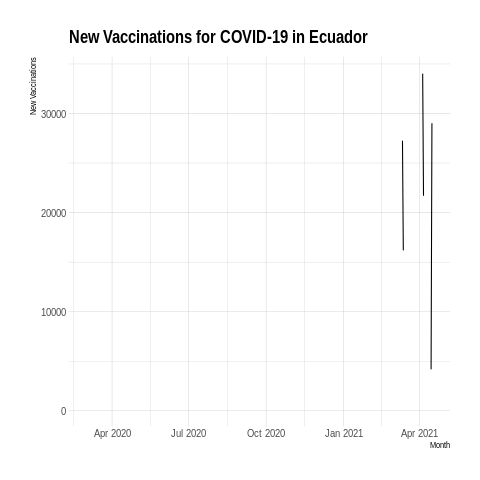 New Vaccinations for COVID-19 in Ecuador
New Vaccinations
30000
20000
10000
0
Apr 2020 Jul 2020 Oct 2020 Jan 2021 Apr 2021
Month